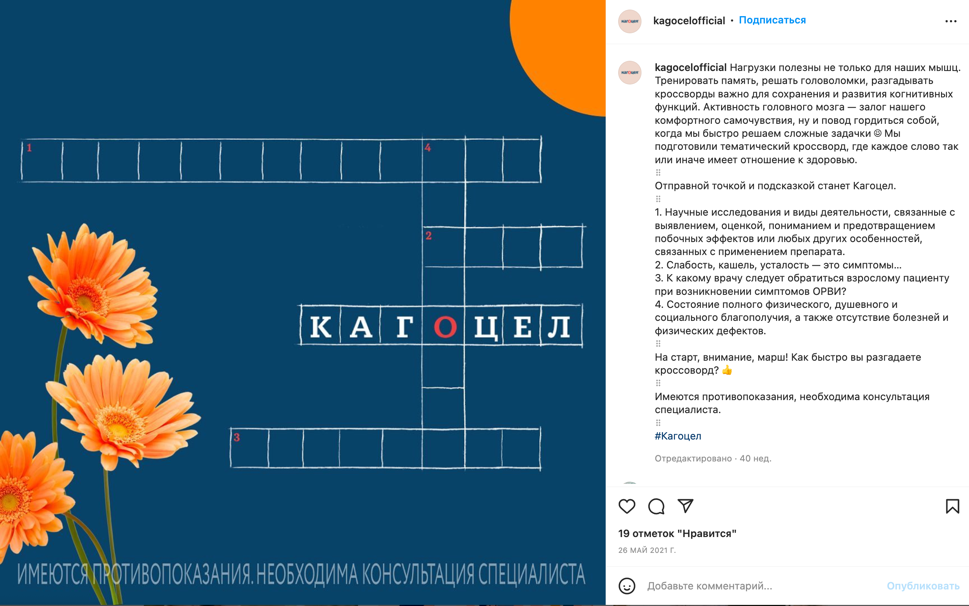 1
4
2
КАГОЦЕЛ
3
ИМЕЮТСЯ ПРОТИВОПОКАЗАНИЯ. НЕОБХОДИМА КОНСУЛЬТАЦИЯ СПЕЦИАЛИСТА
kagocelofficial • Подписаться
kagocelofficial Нагрузки полезны не только для наших мышц.
Тренировать память, решать головоломки, разгадывать
кроссворды важно для сохранения и развития когнитивных
функций. Активность головного мозга — залог нашего
комфортного самочувствия, ну и повод гордиться собой,
когда мы быстро решаем сложные задачки 😉 Мы
подготовили тематический кроссворд, где каждое слово так
или иначе имеет отношение к здоровью.
⠿
Отправной точкой и подсказкой станет Кагоцел.
⠿
1. Научные исследования и виды деятельности, связанные с
выявлением, оценкой, пониманием и предотвращением
побочных эффектов или любых других особенностей,
связанных с применением препарата.
2. Слабость, кашель, усталость — это симптомы...
3. К какому врачу следует обратиться взрослому пациенту
при возникновении симптомов ОРВИ?
4. Состояние полного физического, душевного и
социального благополучия, а также отсутствие болезней и
физических дефектов.
⠿
На старт, внимание, марш! Как быстро вы разгадаете
кроссоворд? 👍
⠿
Имеются противопоказания, необходима консультация
специалиста.
⠿
#Кагоцел
Отредактировано · 40 нед.
19 отметок "Нравится"
26 МАЙ 2021 Г.
Добавьте комментарий...
Опубликовать